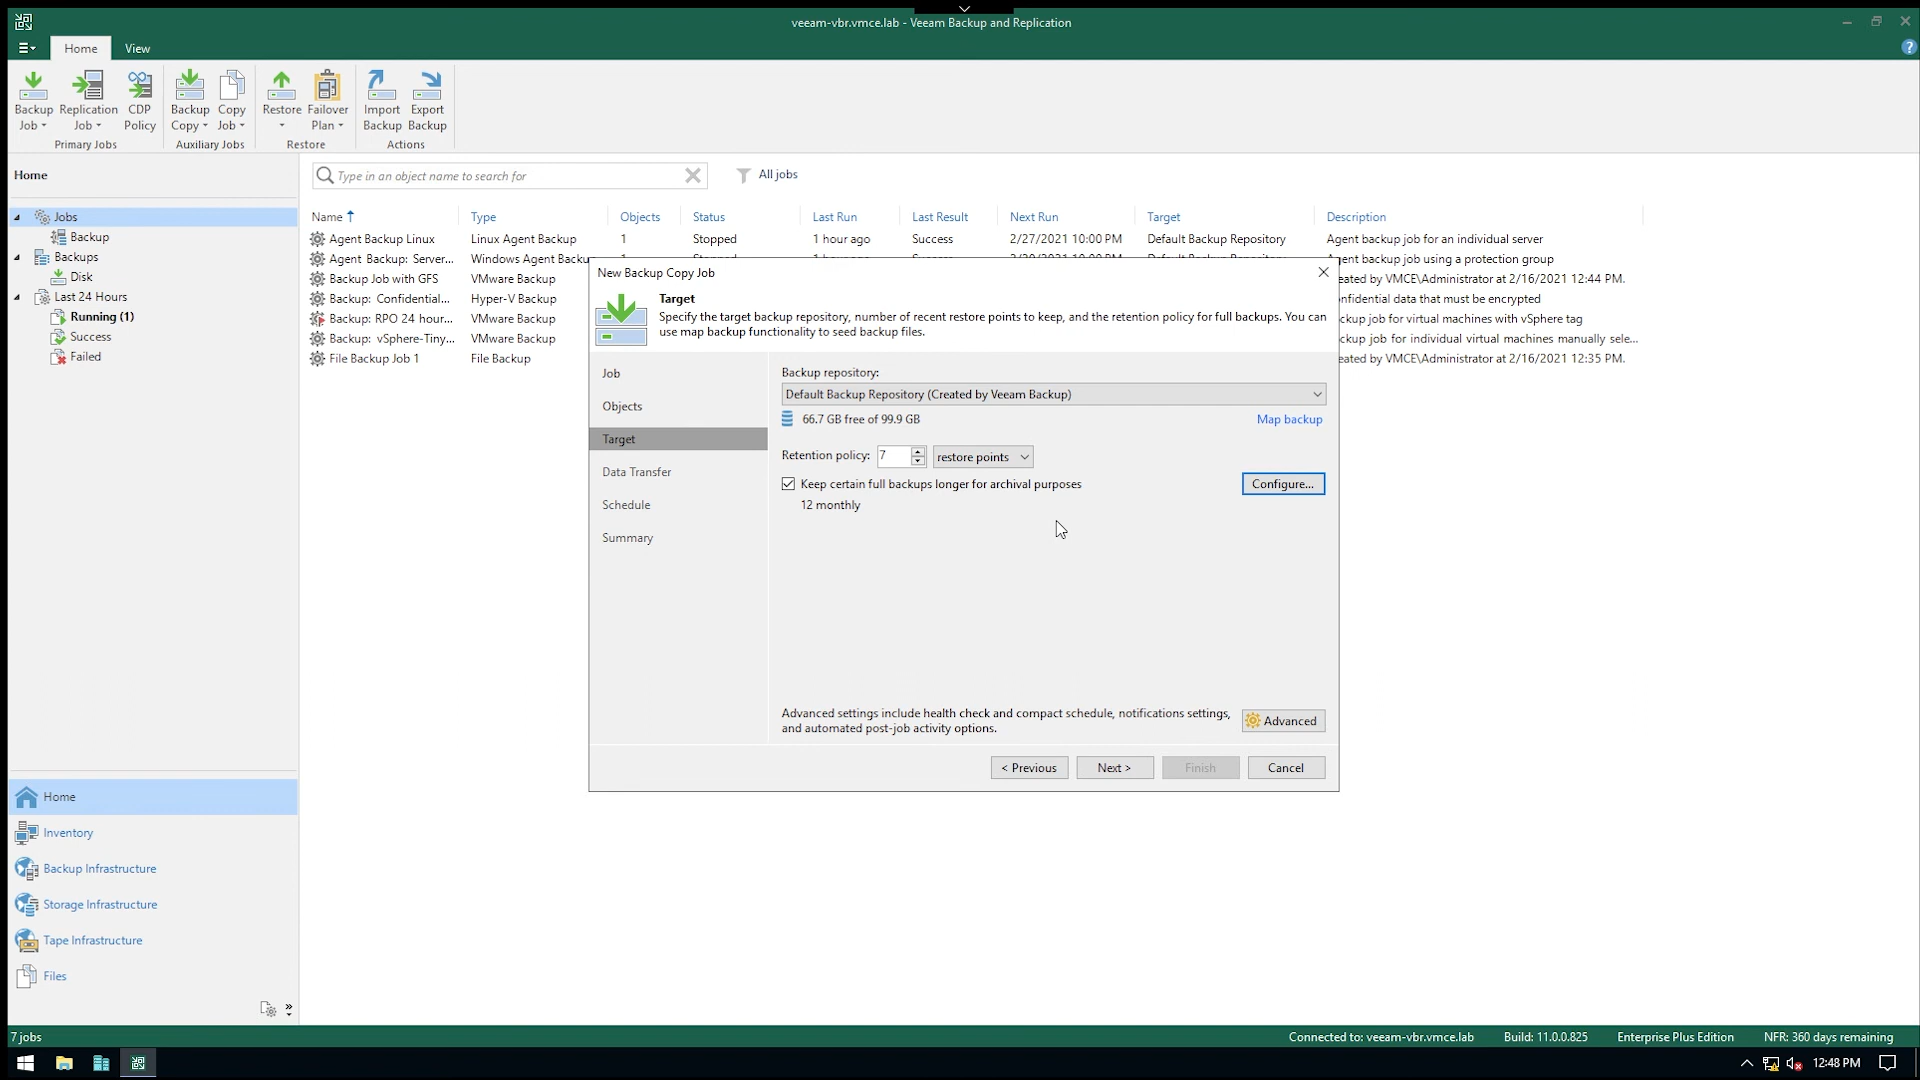 veeam-vbr.vmce.lab - Veeam Backup and Replication
Home View
Backup Job
Replication Job
CDP Policy
Backup Copy
Copy Job
Restore
Failover Plan
Import Backup
Export Backup
Primary Jobs
Auxiliary Jobs
Restore
Actions
Home
Type in an object name to search for
All jobs
Jobs
Backup
Backups
Disk
Last 24 Hours
Running (1)
Success
Failed
Name Type Objects Status Last Run Last Result Next Run Target Description
Agent Backup Linux Linux Agent Backup 1 Stopped 1 hour ago Success 2/27/2021 10:00 PM Default Backup Repository Agent backup job for an individual server
Agent Backup: Server... Windows Agent Backup
gent backup job using a protection group
Backup Job with GFS VMware Backup
eated by VMCE\Administrator at 2/16/2021 12:44 PM.
Backup: Confidential... Hyper-V Backup
nfidential data that must be encrypted
Backup: RPO 24 hour... VMware Backup
ckup job for virtual machines with vSphere tag
Backup: vSphere-Tiny... VMware Backup
ckup job for individual virtual machines manually sele...
File Backup Job 1 File Backup
eated by VMCE\Administrator at 2/16/2021 12:35 PM.
New Backup Copy Job
Target
Specify the target backup repository, number of recent restore points to keep, and the retention policy for full backups. You can
use map backup functionality to seed backup files.
Job
Objects
Target
Data Transfer
Schedule
Summary
Backup repository:
Default Backup Repository (Created by Veeam Backup)
66.7 GB free of 99.9 GB
Map backup
Retention policy: 7 restore points
Keep certain full backups longer for archival purposes
Configure...
12 monthly
Advanced settings include health check and compact schedule, notifications settings,
and automated post-job activity options.
Advanced
< Previous
Next >
Finish
Cancel
Home
Inventory
Backup Infrastructure
Storage Infrastructure
Tape Infrastructure
Files
7 jobs
Connected to: veeam-vbr.vmce.lab
Build: 11.0.0.825
Enterprise Plus Edition
NFR: 360 days remaining
12:48 PM